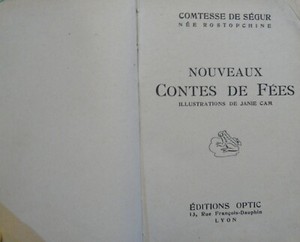 COMTESSE DE SÉGUR
NÉE ROSTOPCHINE
NOUVEAUX
CONTES DE FÉES
ILLUSTRATIONS DE JANIE CAM
ÉDITIONS OPTIC
13, Rue François-Dauphin
LYON